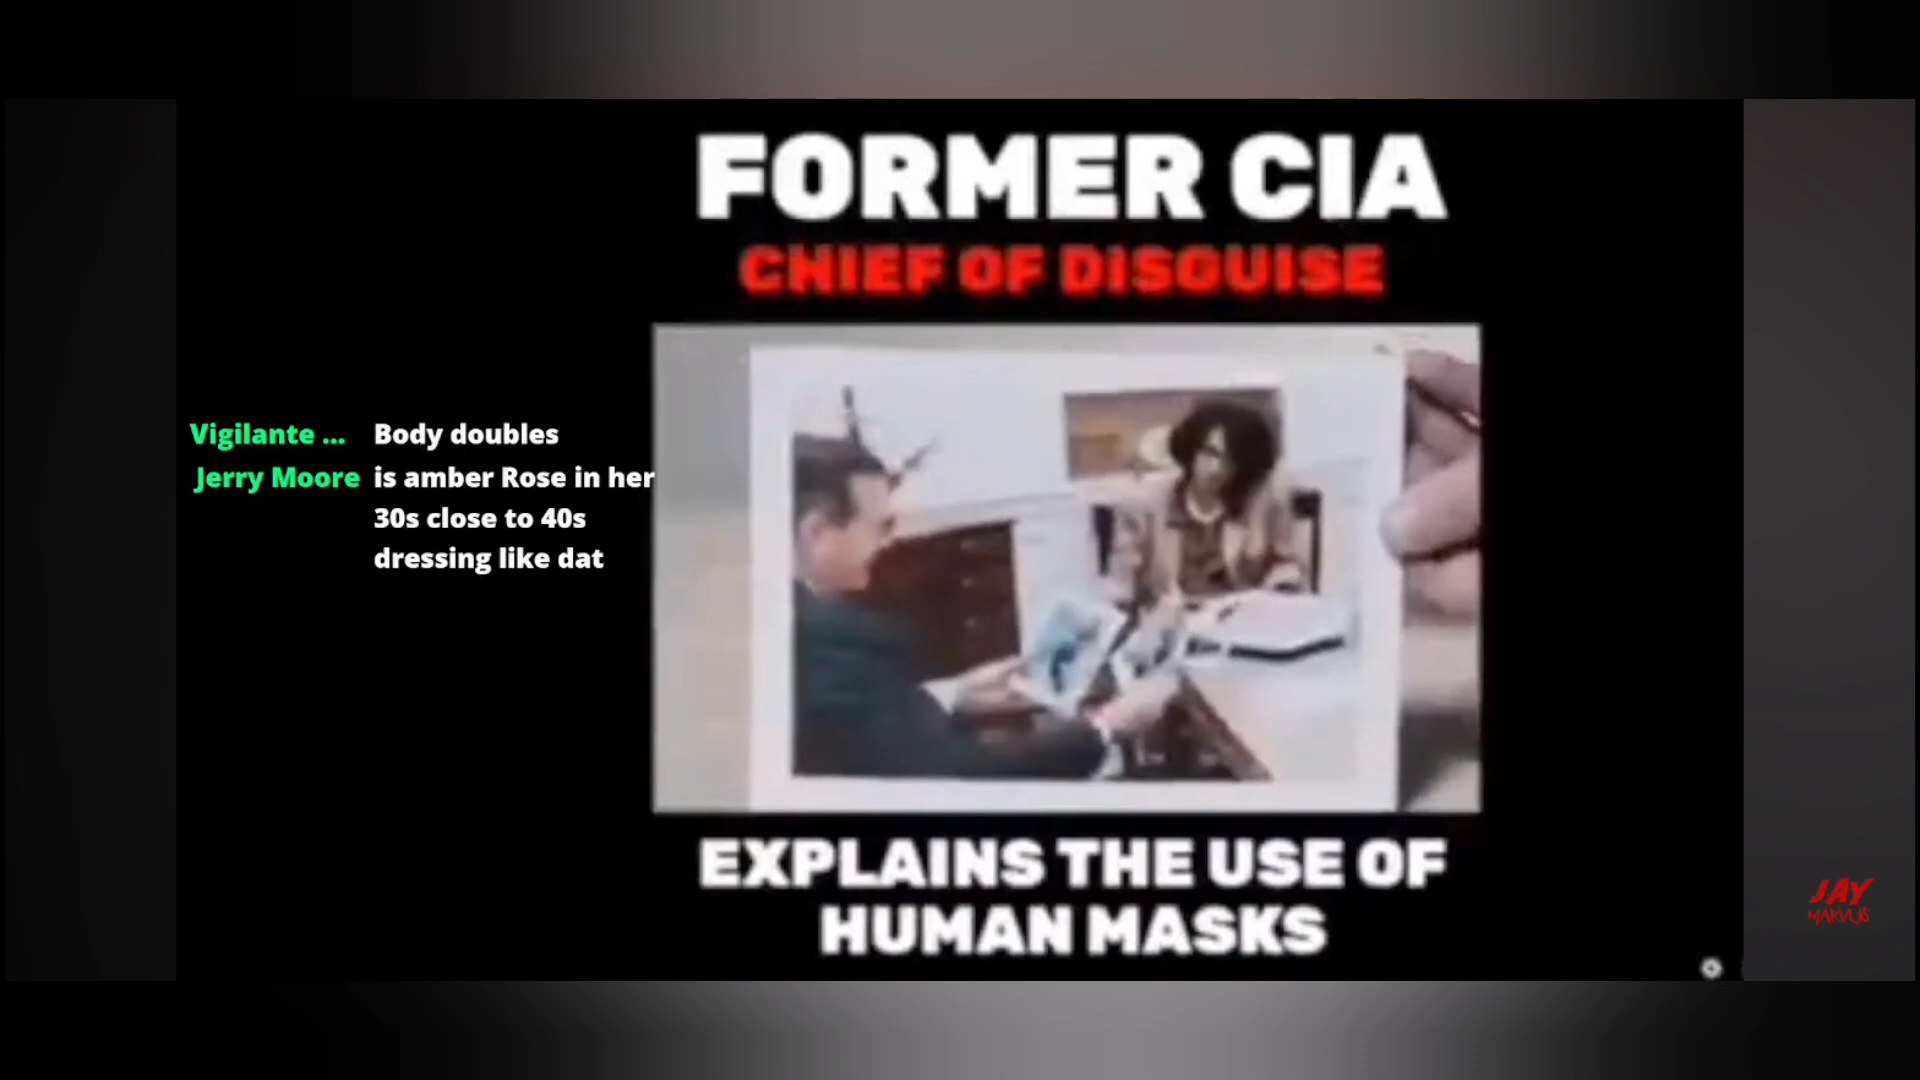 FORMER CIA
CHIEF OF DISGUISE
Vigilante ... Body doubles
Jerry Moore is amber Rose in her
30s close to 40s
dressing like dat
EXPLAINS THE USE OF
HUMAN MASKS
JAY
MARVLIS